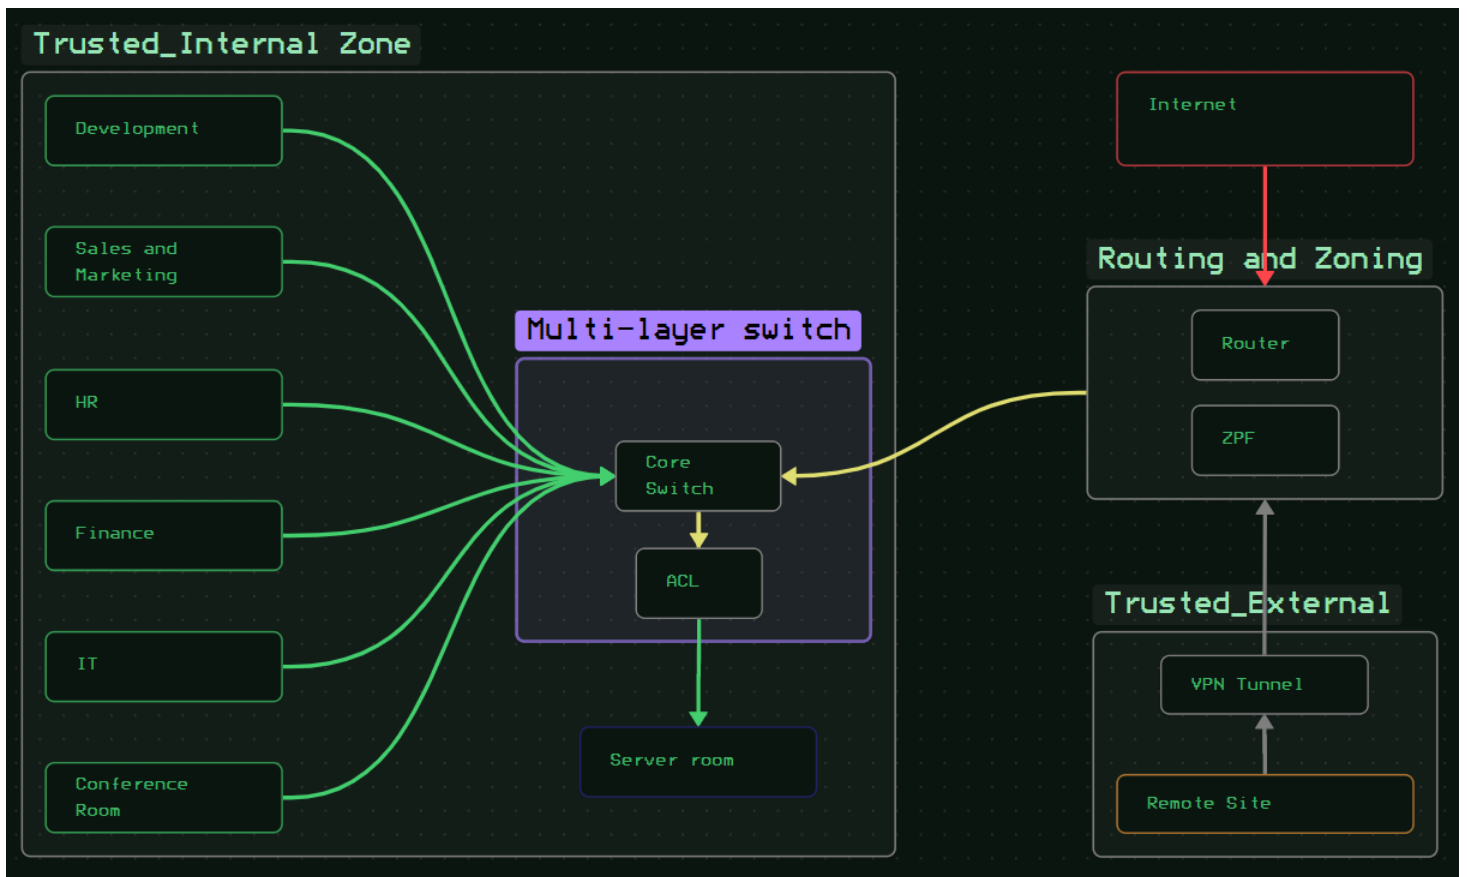 Trusted_Internal Zone
Development
Sales and
Marketing
HR
Finance
IT
Conference
Room
Multi-layer switch
Core
Switch
ACL
Server room
Internet
Routing and Zoning
Router
ZPF
Trusted_External
VPN Tunnel
Remote Site